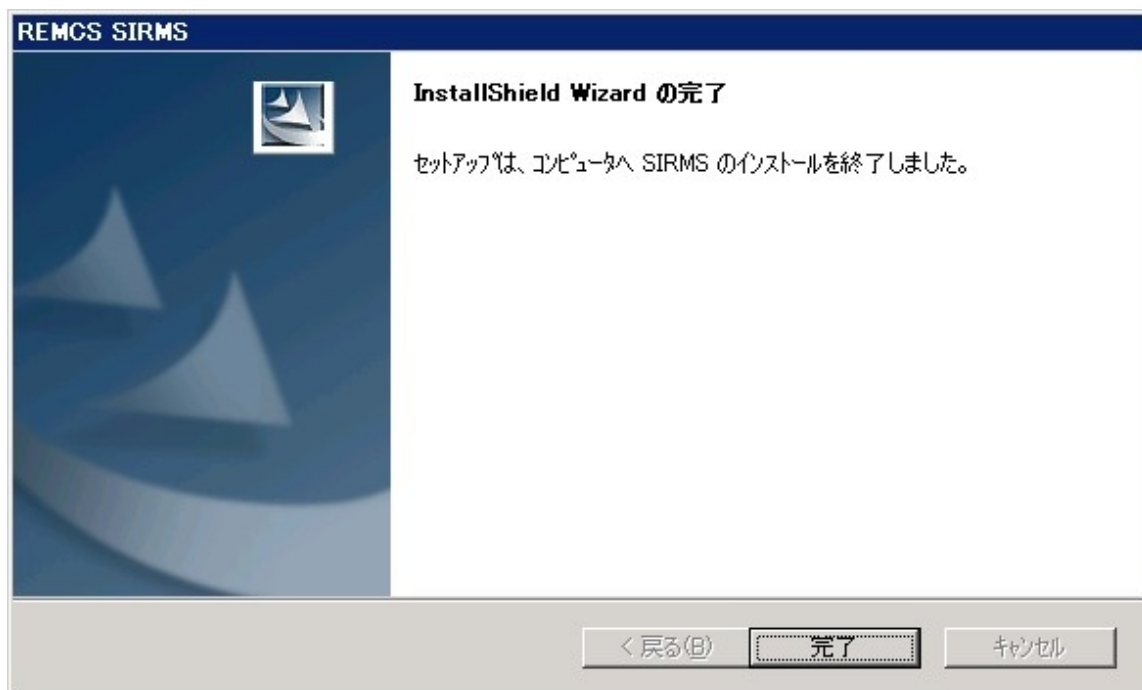 REMCS SIRMS
InstallShield Wizard の完了
セットアップは、コンピュータへ SIRMS のインストールを終了しました。
< 戻る(B)
完了
キャンセル